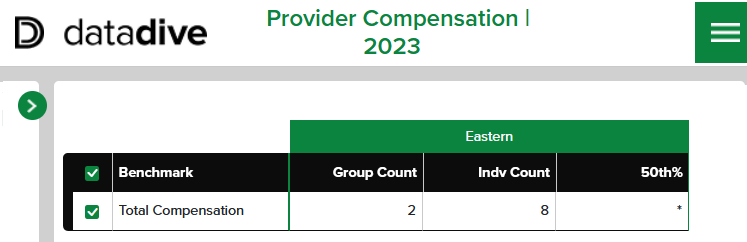 datadive
Provider Compensation |
2023
Eastern
Benchmark Group Count Indv Count 50th%
Total Compensation 2 8 *